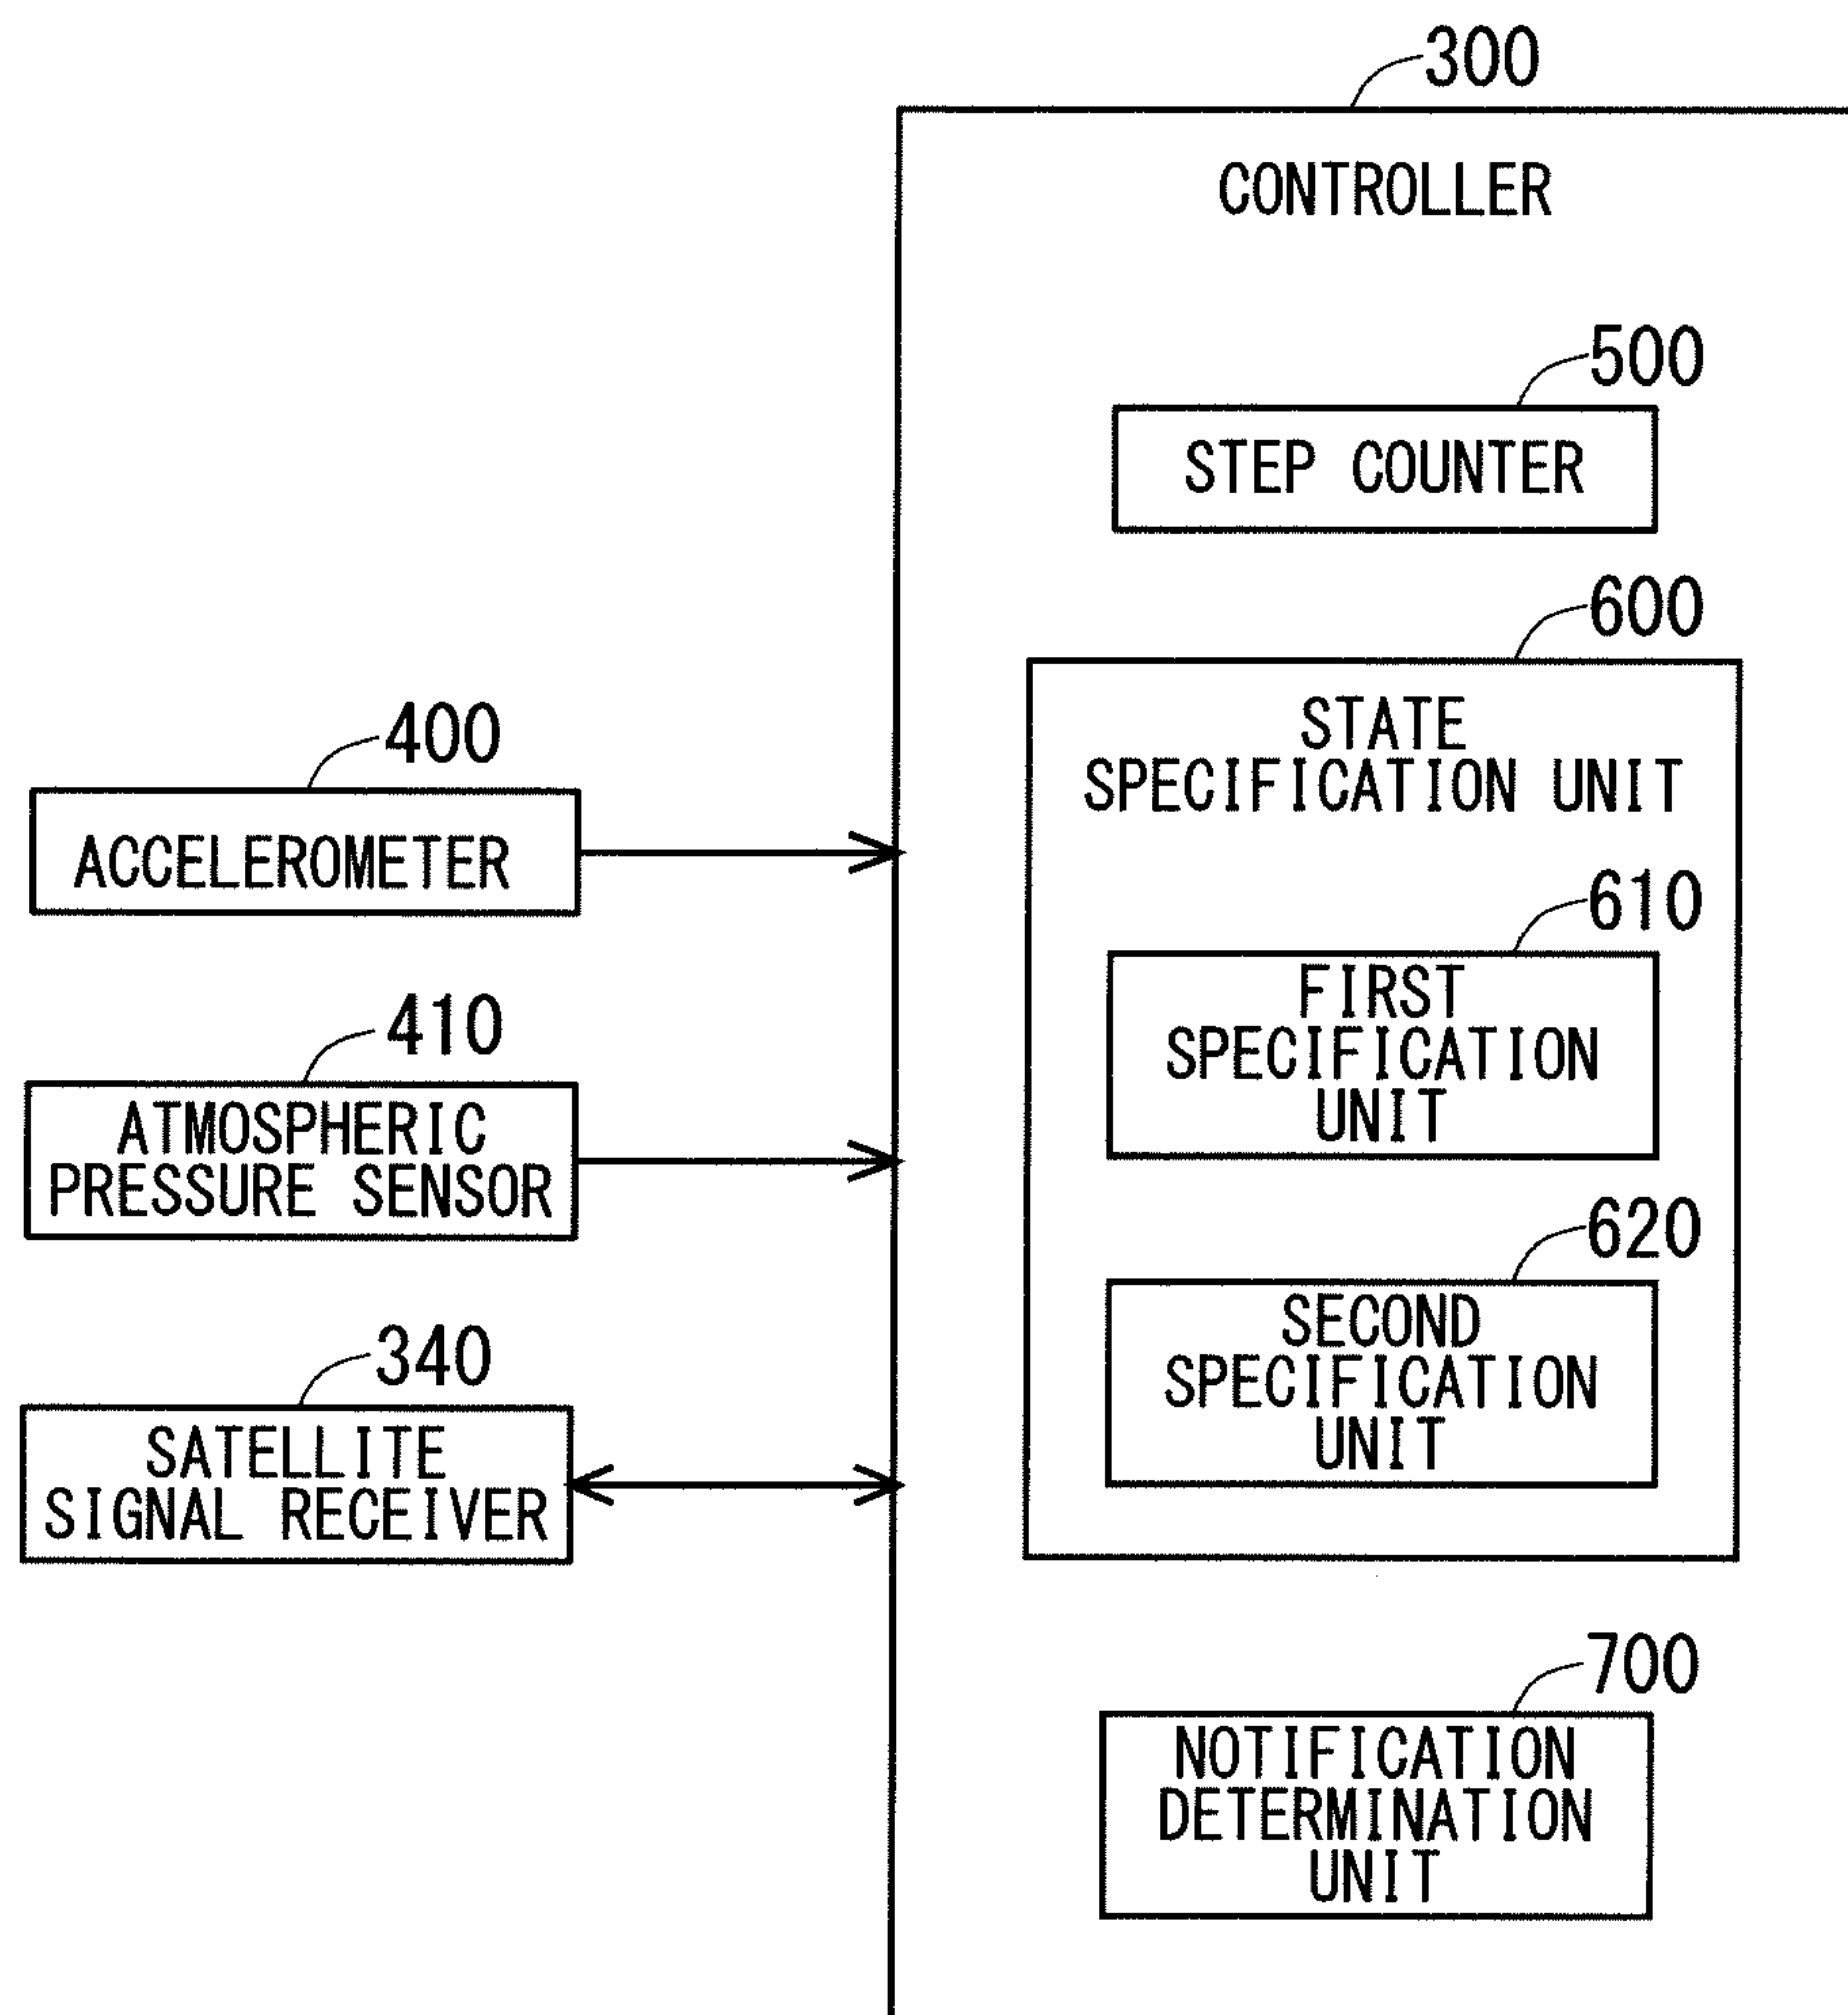 300
CONTROLLER
500
STEP COUNTER
600
STATE
SPECIFICATION UNIT
400
ACCELEROMETER
610
FIRST
SPECIFICATION
UNIT
410
ATMOSPHERIC
PRESSURE SENSOR
620
SECOND
SPECIFICATION
UNIT
340
SATELLITE
SIGNAL RECEIVER
700
NOTIFICATION
DETERMINATION
UNIT